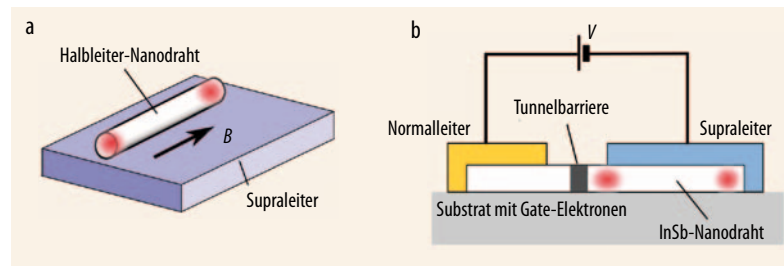 a
Halbleiter-Nanodraht
B
Supraleiter
b
V
Tunnelbarriere
Normalleiter
Supraleiter
Substrat mit Gate-Elektronen
InSb-Nanodraht